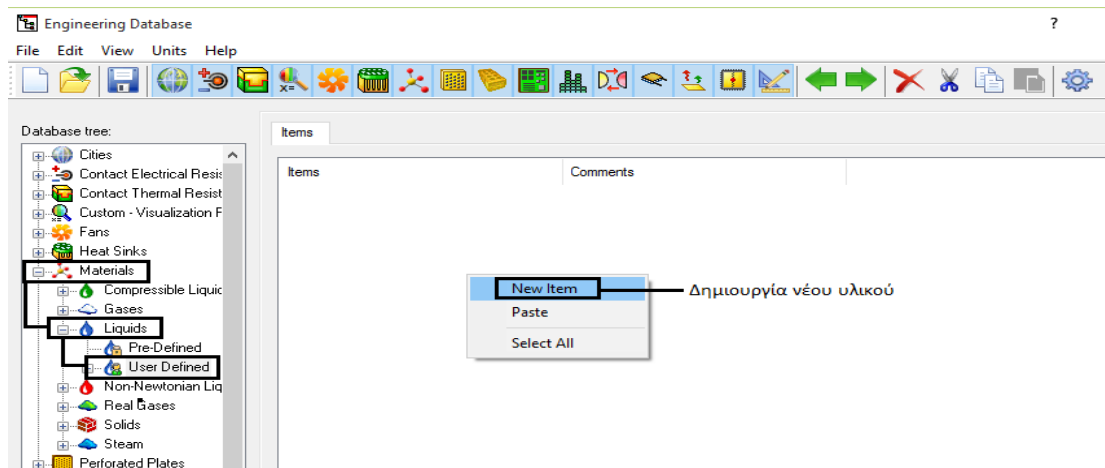 Engineering Database ?
File Edit View Units Help
Database tree:
Items
Cities
Contact Electrical Resis
Contact Thermal Resist
Custom - Visualization F
Fans
Heat Sinks
Materials
Compressible Liquid
Gases
Liquids
Pre-Defined
User Defined
Non-Newtonian Liq
Real Gases
Solids
Steam
Perforated Plates
Items Comments
New Item
Paste
Select All
Δημιουργία νέου υλικού